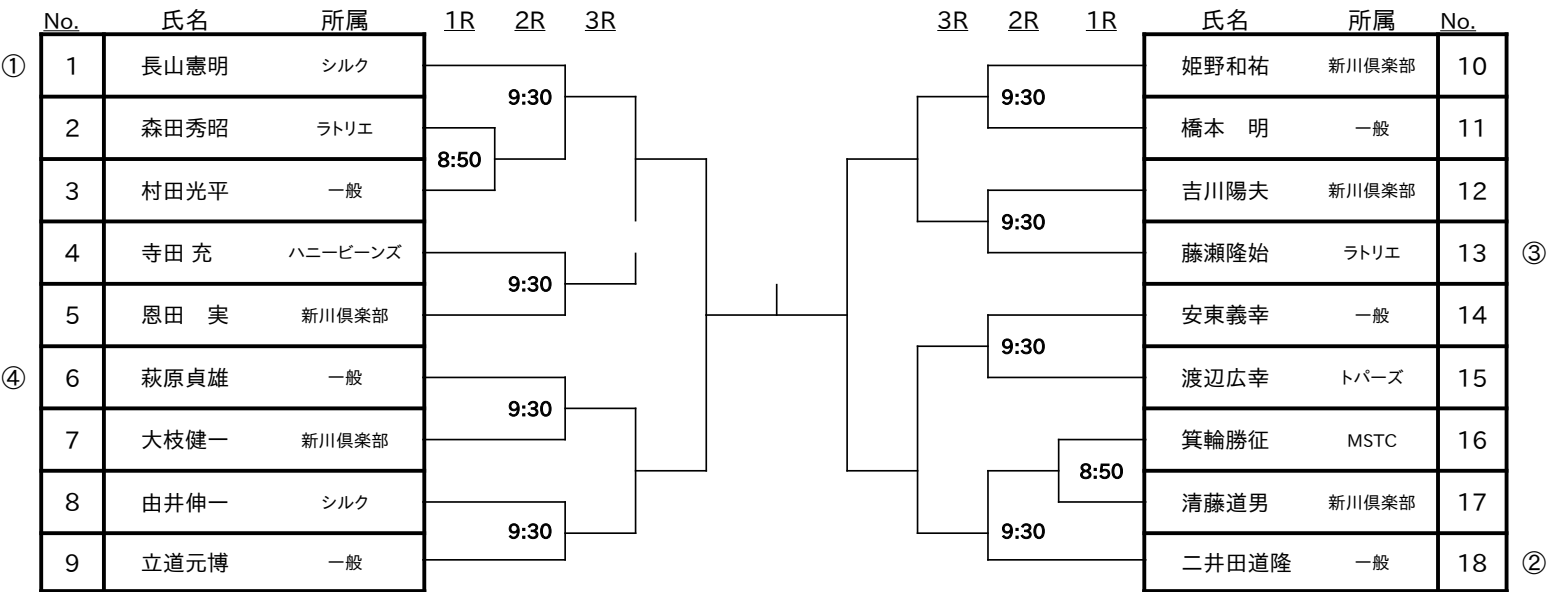 No. 氏名 所属 1R 2R 3R 3R 2R 1R 氏名 所属 No.
① 1 長山憲明 シルク 姫野和祐 新川倶楽部 10
9:30 9:30
2 森田秀昭 ラトリエ 橋本 明 一般 11
8:50
3 村田光平 一般 吉川陽夫 新川倶楽部 12
9:30
4 寺田 充 ハニービーンズ 藤瀬隆始 ラトリエ 13 ③
9:30
5 恩田 実 新川倶楽部 安東義幸 一般 14
9:30
④ 6 萩原貞雄 一般 渡辺広幸 トパーズ 15
9:30
7 大枝健一 新川倶楽部 箕輪勝征 MSTC 16
8:50
8 由井伸一 シルク 清藤道男 新川倶楽部 17
9:30 9:30
9 立道元博 一般 二井田道隆 一般 18 ②